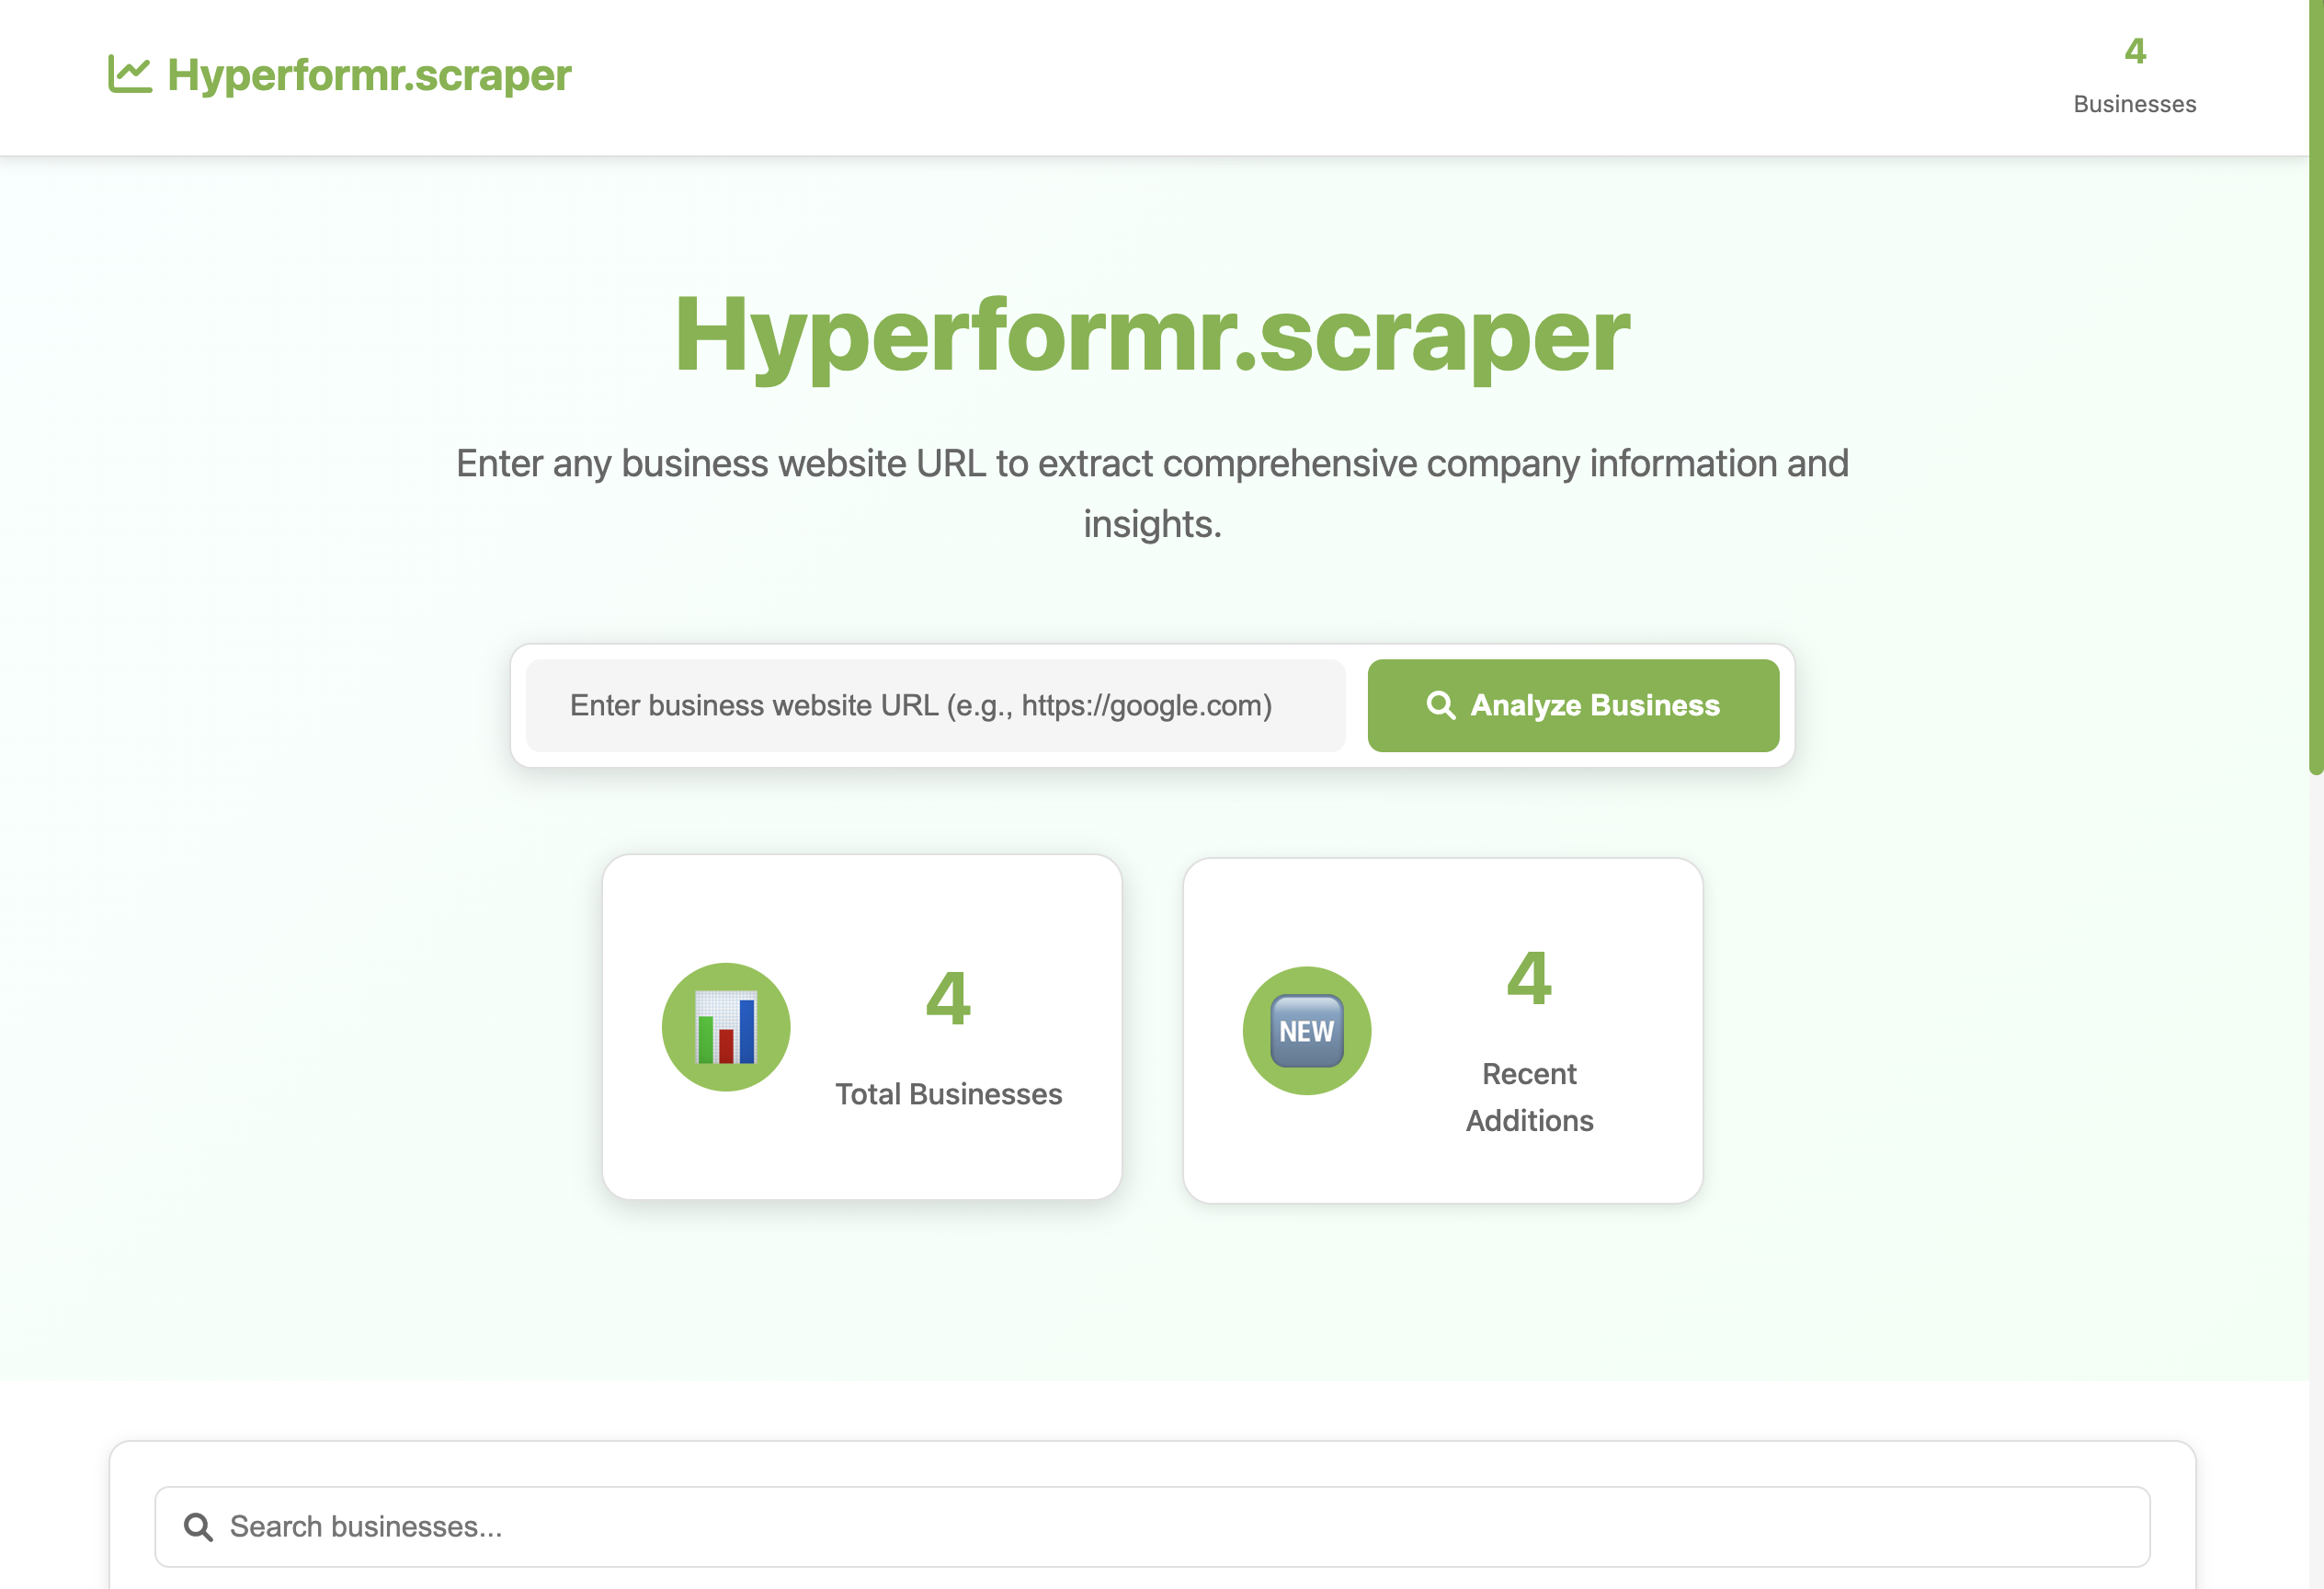 Hyperformr.scraper
4
Businesses
Hyperformr.scraper
Enter any business website URL to extract comprehensive company information and
insights.
Enter business website URL (e.g., https://google.com)
Analyze Business
4
Total Businesses
NEW
4
Recent
Additions
Search businesses...